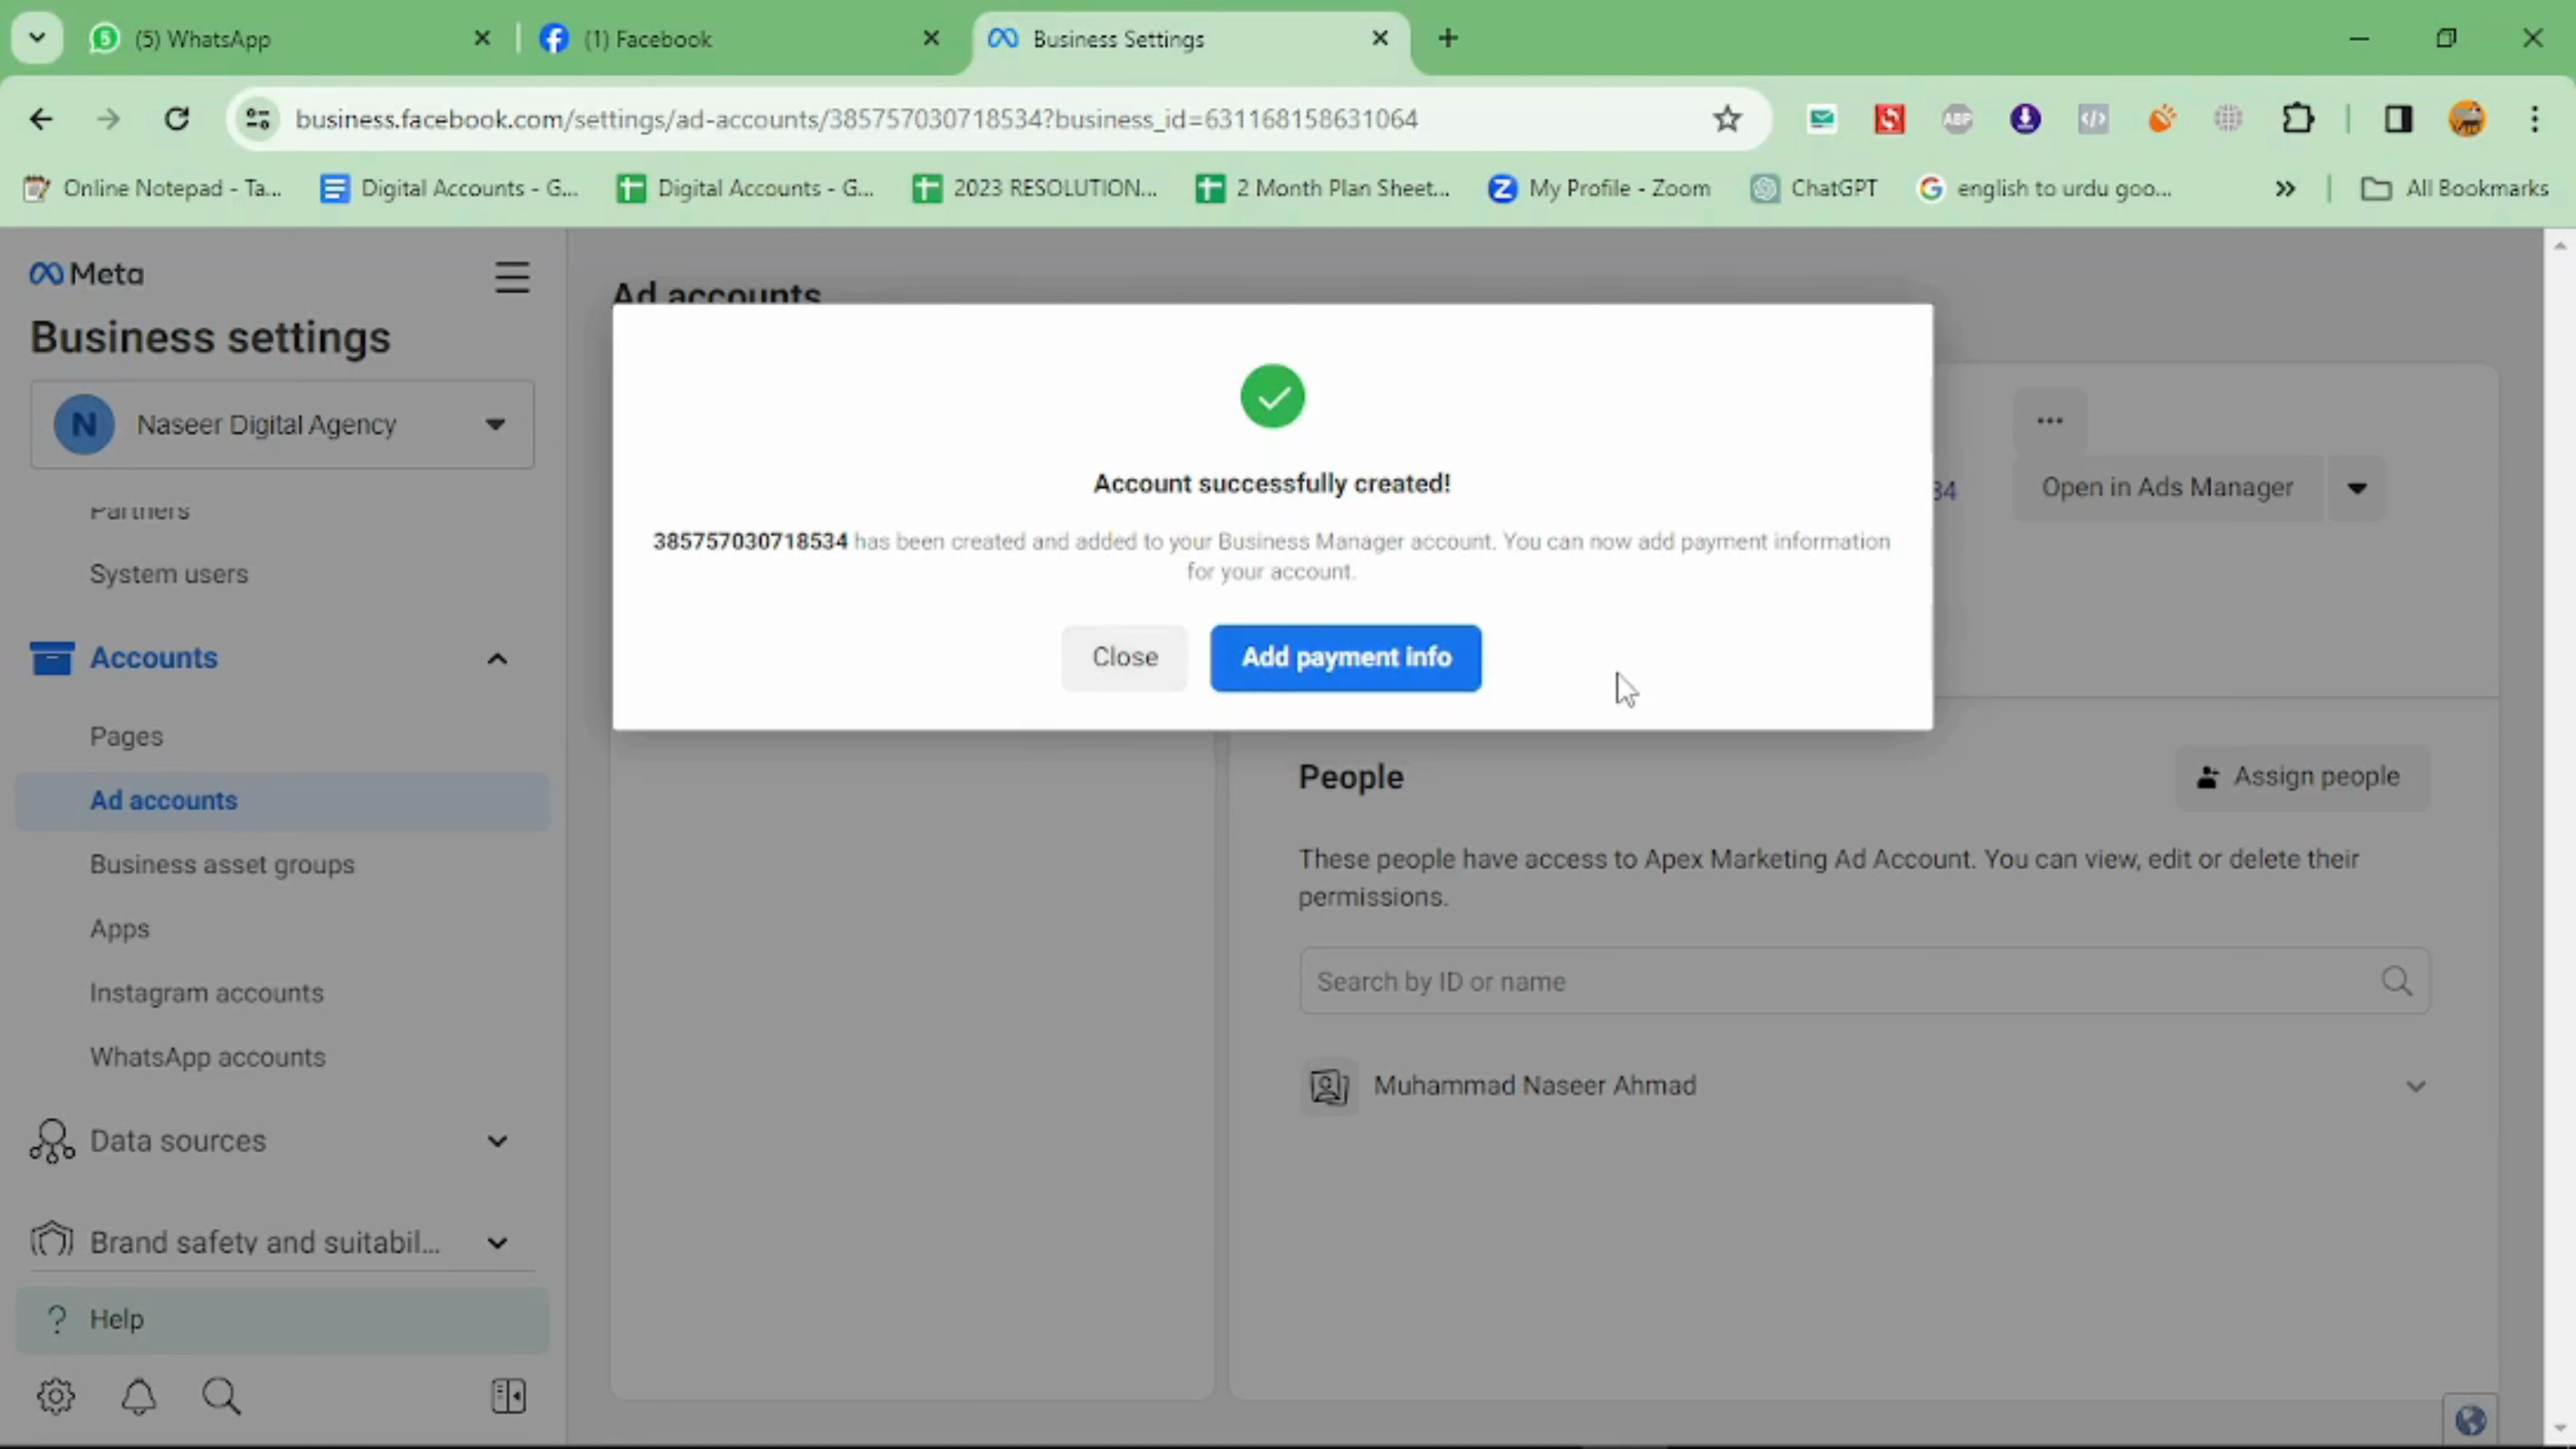 (5) WhatsApp
(1) Facebook
Business Settings
business.facebook.com/settings/ad-accounts/385757030718534?business_id=631168158631064
ABP
Online Notepad - Ta...
Digital Accounts - G...
Digital Accounts - G...
2023 RESOLUTION...
2 Month Plan Sheet...
My Profile - Zoom
ChatGPT
english to urdu goo...
All Bookmarks
Meta
Business settings
N
Naseer Digital Agency
Partners
System users
Accounts
Pages
Ad accounts
Business asset groups
Apps
Instagram accounts
WhatsApp accounts
Data sources
Brand safety and suitabil...
Help
Ad accounts
Account successfully created!
385757030718534 has been created and added to your Business Manager account. You can now add payment information
for your account.
Close
Add payment info
34
Open in Ads Manager
People
Assign people
These people have access to Apex Marketing Ad Account. You can view, edit or delete their
permissions.
Search by ID or name
Muhammad Naseer Ahmad